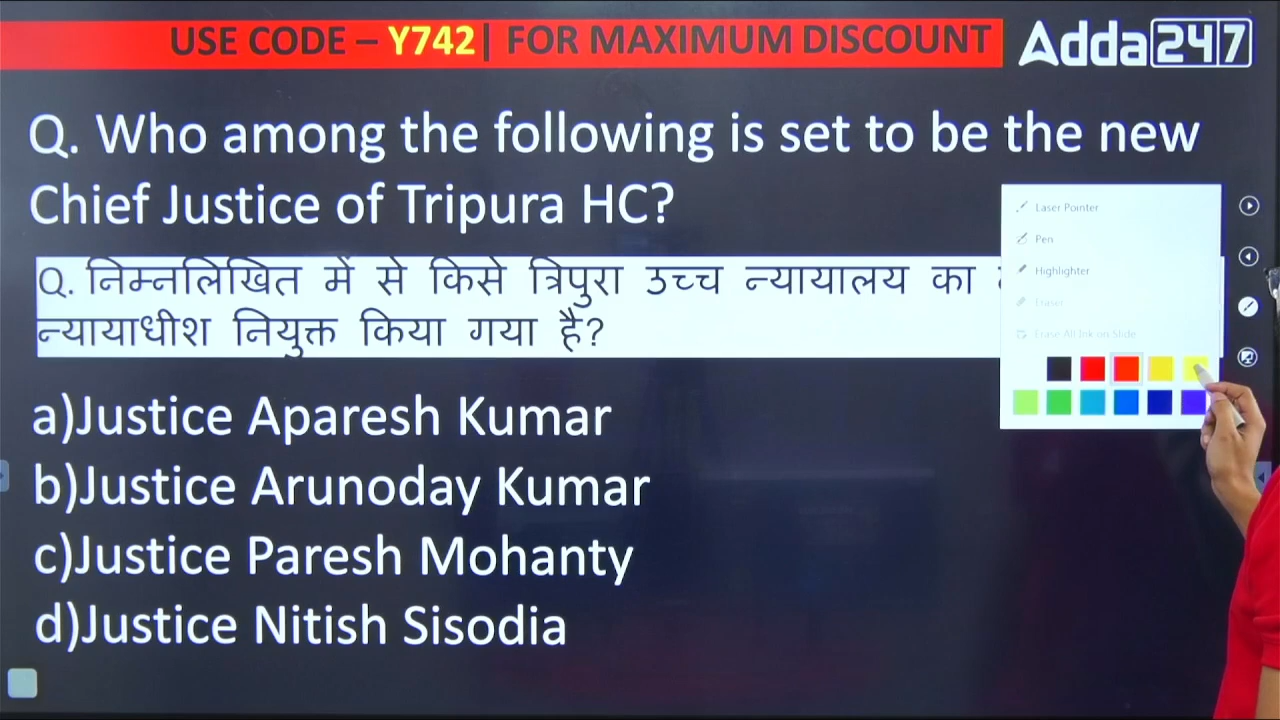 USE CODE – Y742| FOR MAXIMUM DISCOUNT
Adda247
Q. Who among the following is set to be the new
Chief Justice of Tripura HC?
Q. निम्नलिखित में से किसे त्रिपुरा उच्च न्यायालय का
न्यायाधीश नियुक्त किया गया है?
a)Justice Aparesh Kumar
b)Justice Arunoday Kumar
c)Justice Paresh Mohanty
d)Justice Nitish Sisodia
Laser Pointer
Pen
Highlighter
Eraser
Erase All Ink on Slide